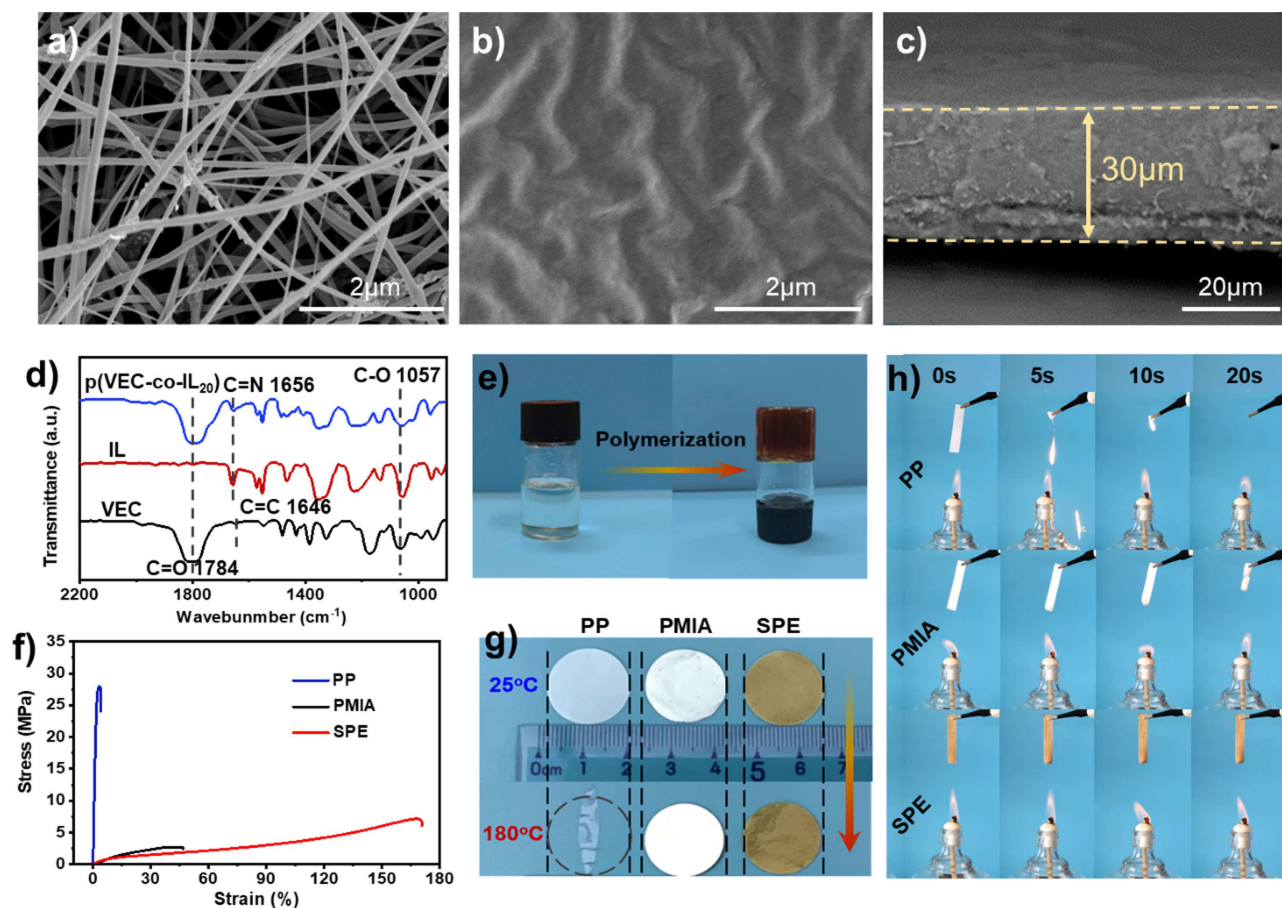 a)
2μm
b)
2μm
c)
30μm
20μm
d)
p(VEC-co-IL₂₀)
C=N 1656
C-O 1057
IL
C=C 1646
VEC
C=O 1784
Transmittance (a.u.)
2200
1800
1400
1000
Wavebunmber (cm⁻¹)
e)
Polymerization
f)
35
30
25
20
15
10
5
0
Stress (MPa)
PP
PMIA
SPE
0
30
60
90
120
150
180
Strain (%)
g)
PP
PMIA
SPE
25°C
0cm 1 2 3 4 5 6 7
180°C
h)
0s
5s
10s
20s
PP
PMIA
SPE